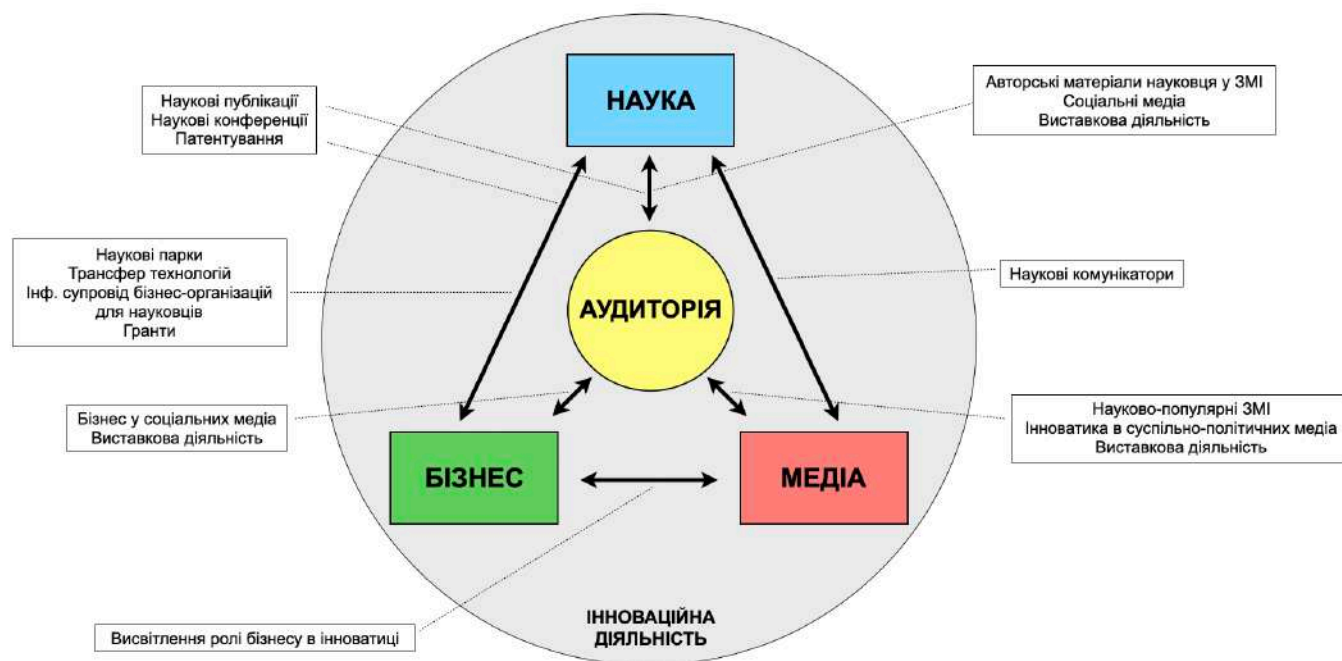 НАУКА
Наукові публікації
Наукові конференції
Патентування
Авторські матеріали науковця у ЗМІ
Соціальні медіа
Виставкова діяльність
Наукові парки
Трансфер технологій
Інф. супровід бізнес-організацій
для науковців
Гранти
Наукові комунікатори
АУДИТОРІЯ
Бізнес у соціальних медіа
Виставкова діяльність
Науково-популярні ЗМІ
Інноватика в суспільно-політичних медіа
Виставкова діяльність
БІЗНЕС
МЕДІА
ІННОВАЦІЙНА
ДІЯЛЬНІСТЬ
Висвітлення ролі бізнесу в інноватиці